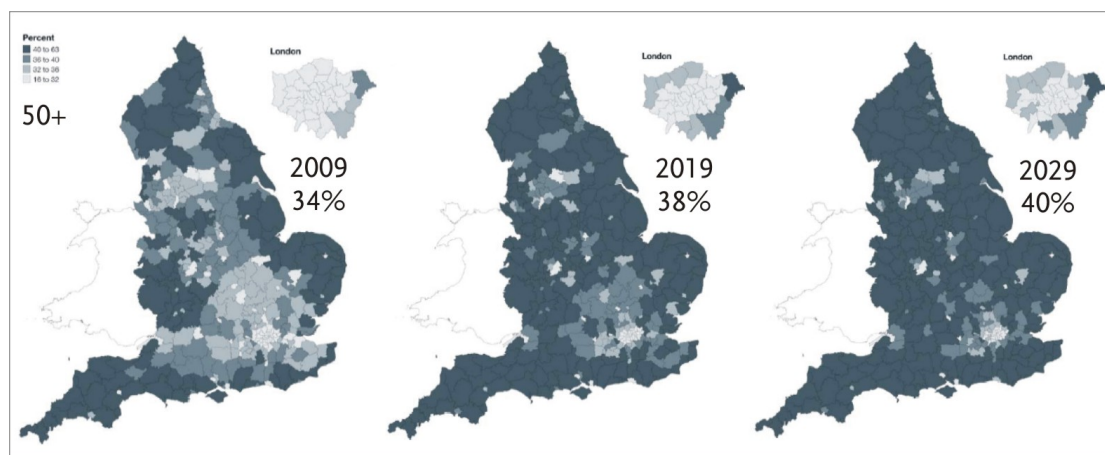 Percent
40 to 63
36 to 40
32 to 36
16 to 32
50+
London
2009
34%
London
2019
38%
London
2029
40%